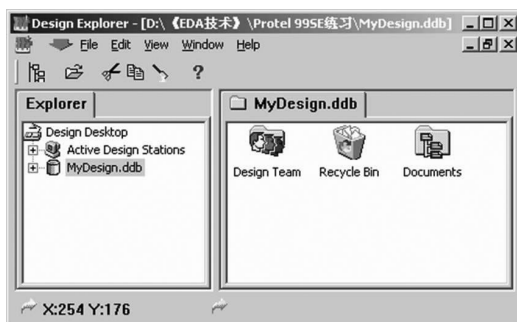 Design Explorer - [D:\《EDA技术》\Protel 99SE练习\MyDesign.ddb]
File Edit View Window Help
?
Explorer
MyDesign.ddb
Design Desktop
Active Design Stations
MyDesign.ddb
Design Team
Recycle Bin
Documents
X:254 Y:176